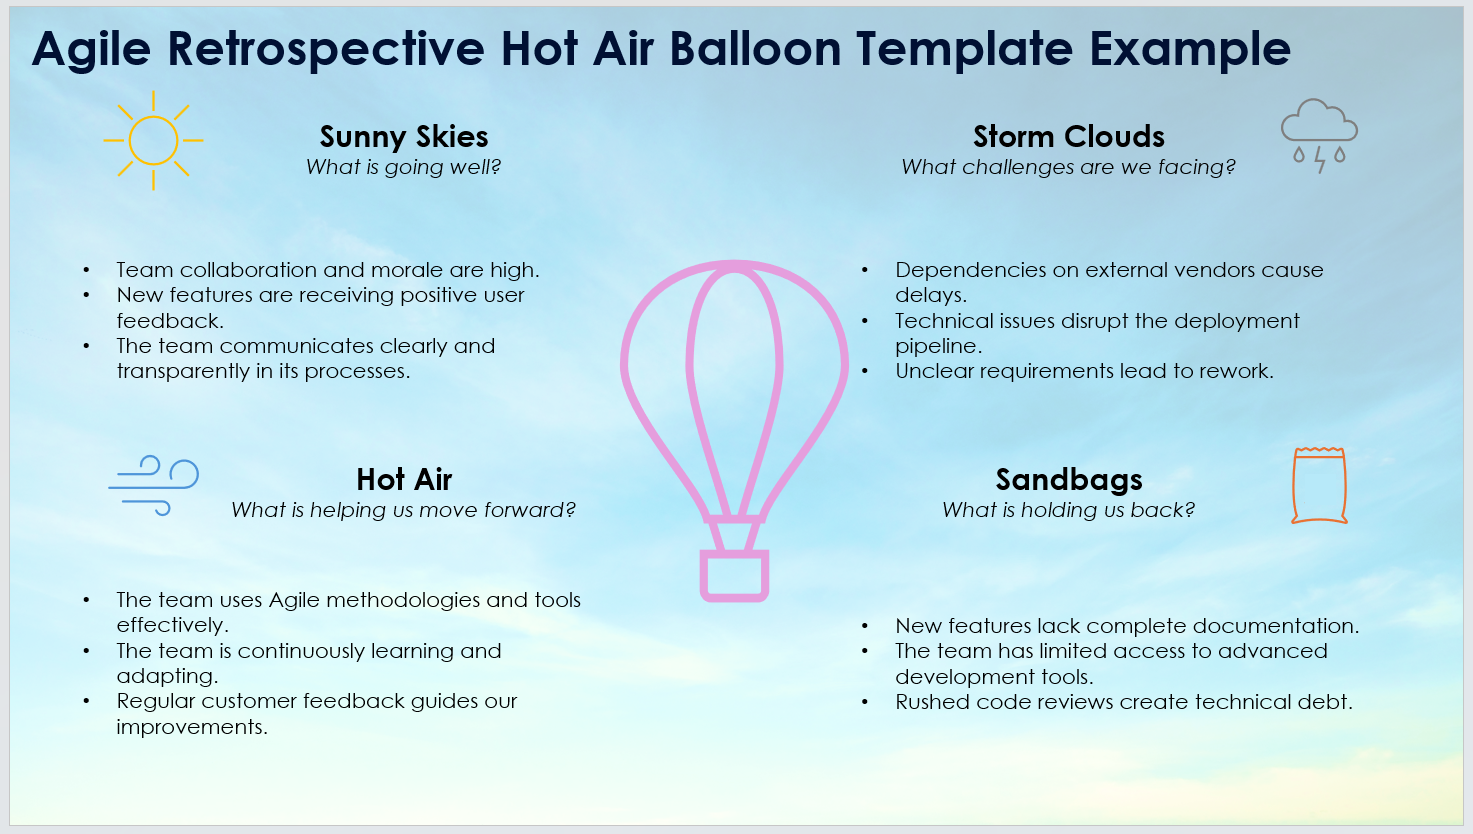 Agile Retrospective Hot Air Balloon Template Example
Sunny Skies
What is going well?
• Team collaboration and morale are high.
• New features are receiving positive user
feedback.
• The team communicates clearly and
transparently in its processes.
Storm Clouds
What challenges are we facing?
• Dependencies on external vendors cause
delays.
• Technical issues disrupt the deployment
pipeline.
• Unclear requirements lead to rework.
Hot Air
What is helping us move forward?
• The team uses Agile methodologies and tools
effectively.
• The team is continuously learning and
adapting.
• Regular customer feedback guides our
improvements.
Sandbags
What is holding us back?
• New features lack complete documentation.
• The team has limited access to advanced
development tools.
• Rushed code reviews create technical debt.